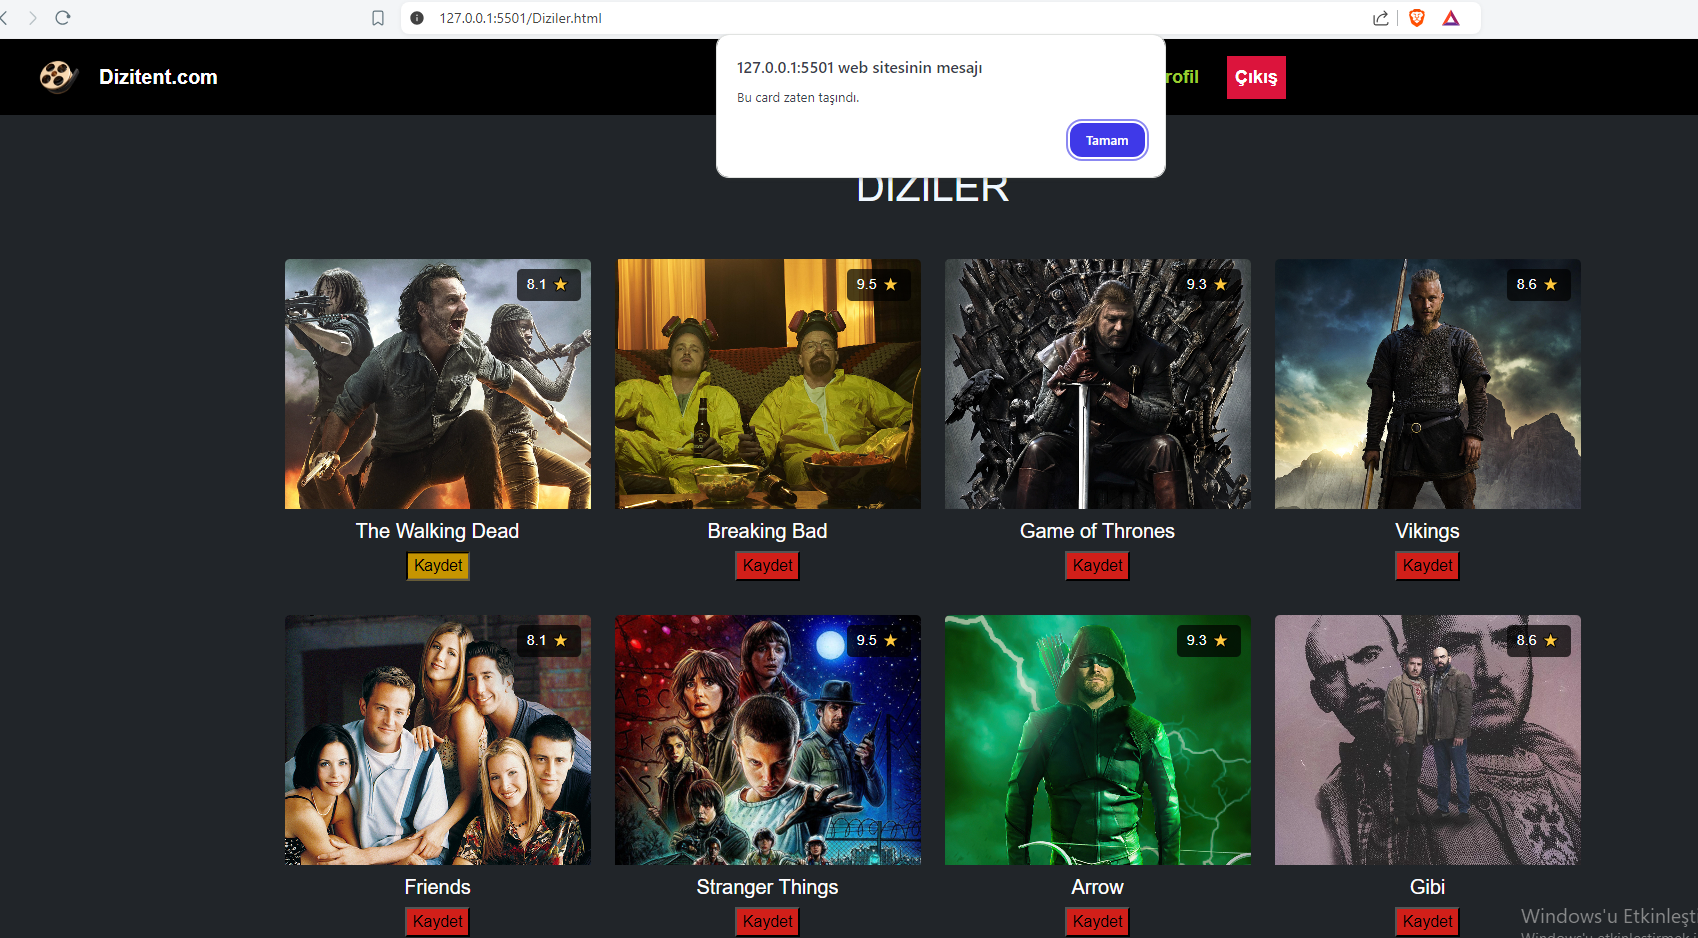 127.0.0.1:5501/Diziler.html
127.0.0.1:5501 web sitesinin mesajı
Bu card zaten taşındı.
Tamam
Dizitent.com
rofil
Çıkış
DİZİLER
8.1
9.5
9.3
8.6
The Walking Dead
Breaking Bad
Game of Thrones
Vikings
Kaydet
Kaydet
Kaydet
Kaydet
8.1
9.5
9.3
8.6
Friends
Stranger Things
Arrow
Gibi
Kaydet
Kaydet
Kaydet
Kaydet
Windows'u Etkinleşt